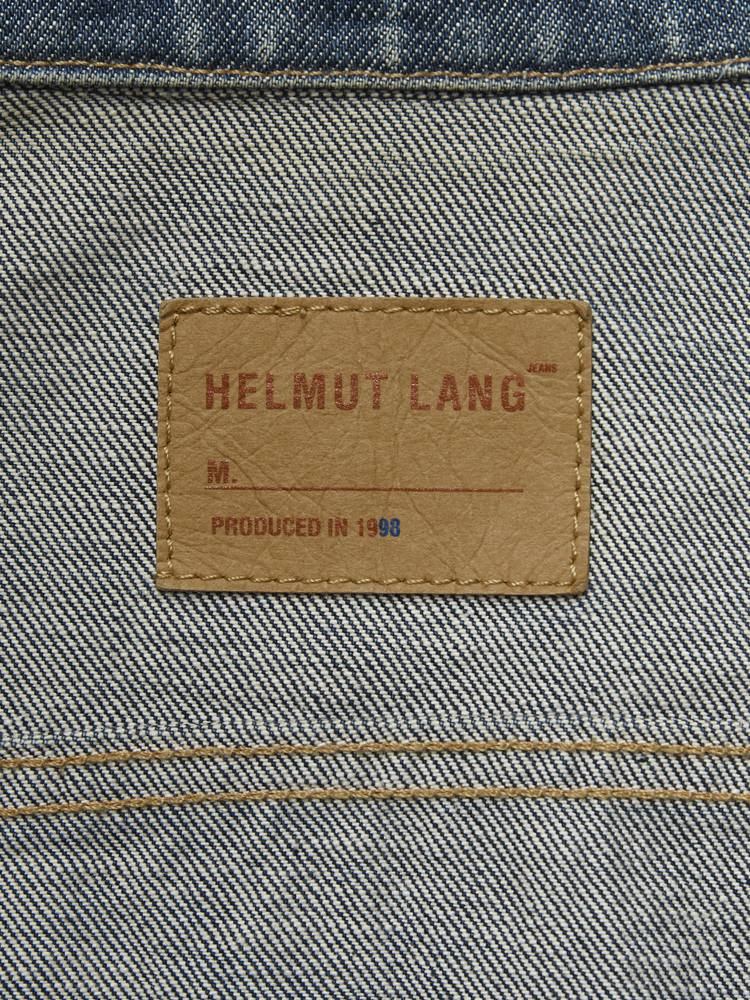 HELMUT LANG JEANS
M.
PRODUCED IN 1998